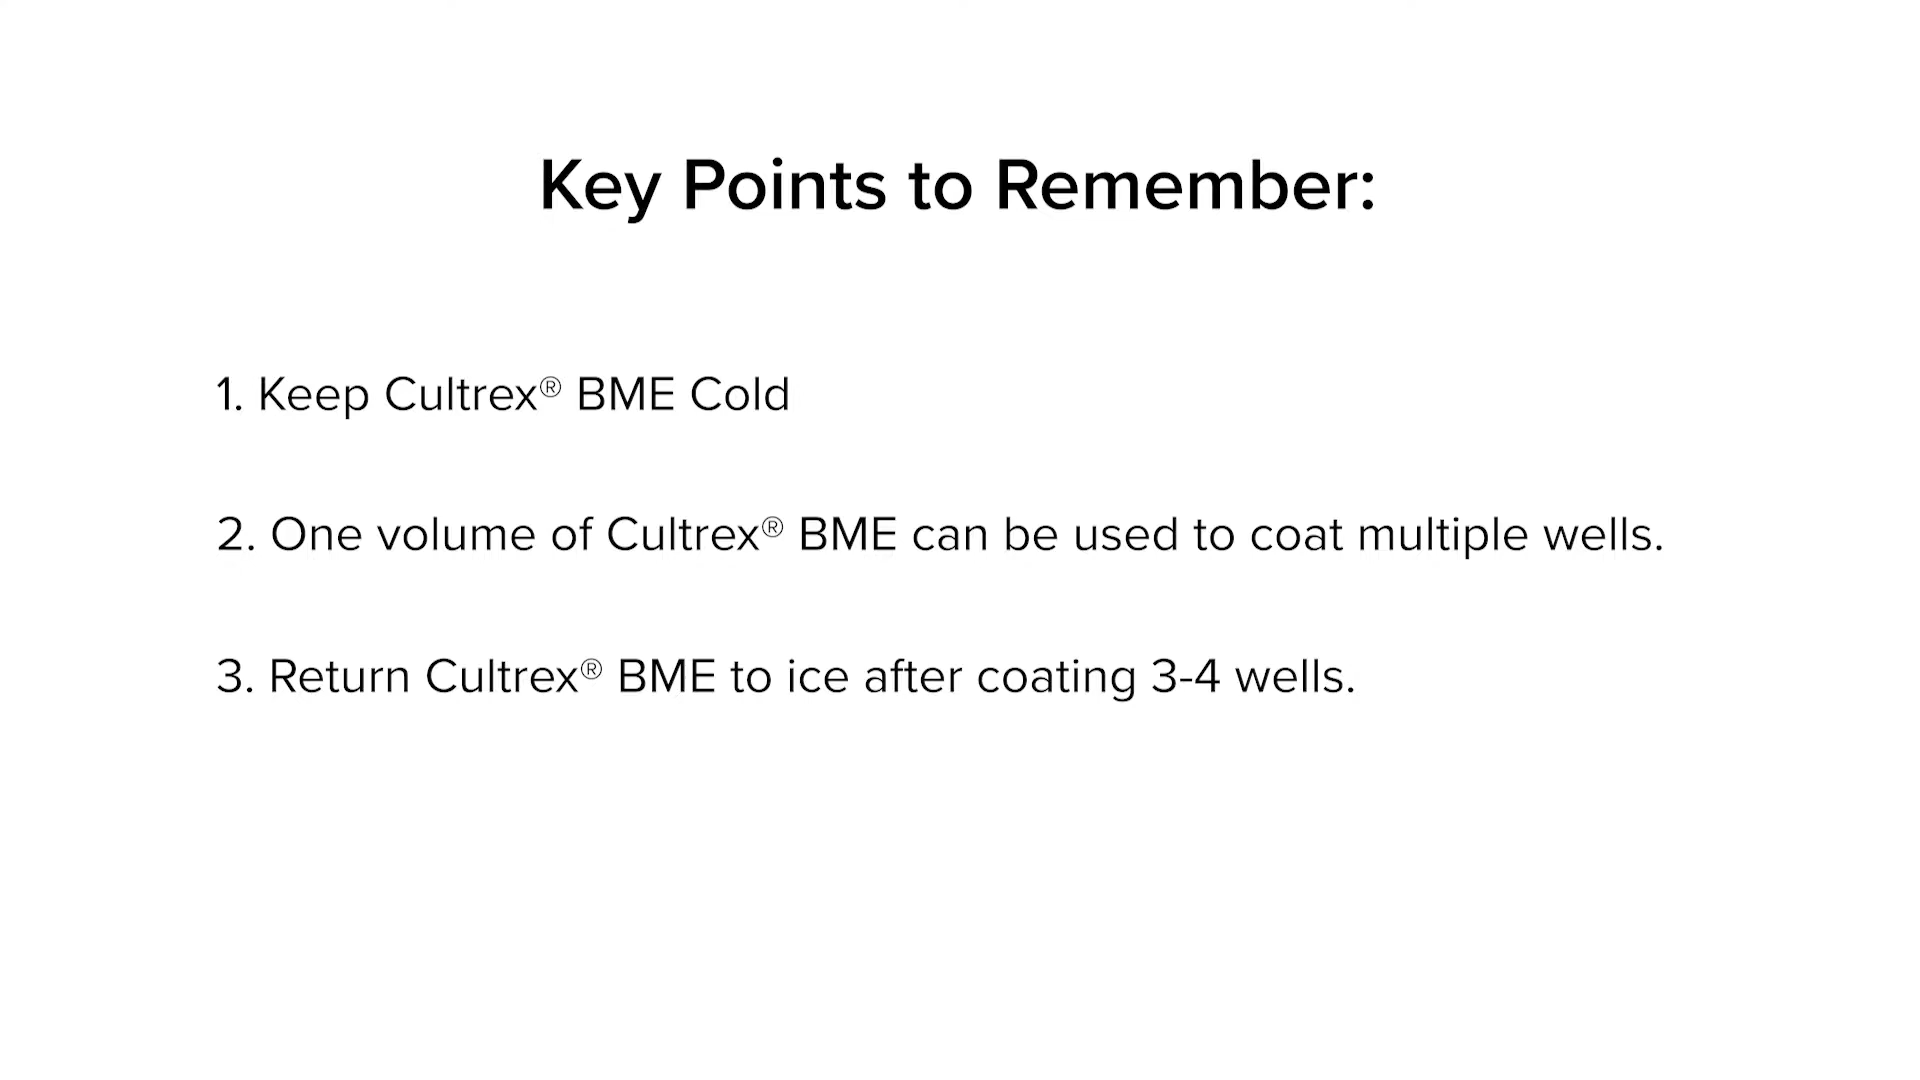 Key Points to Remember:
1. Keep Cultrex® BME Cold
2. One volume of Cultrex® BME can be used to coat multiple wells.
3. Return Cultrex® BME to ice after coating 3-4 wells.